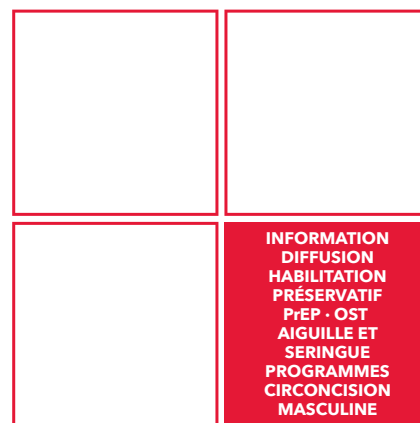 INFORMATION
DIFFUSION
HABILITATION
PRÉSERVATIF
PrEP · OST
AIGUILLE ET
SERINGUE
PROGRAMMES
CIRCONCISION
MASCULINE